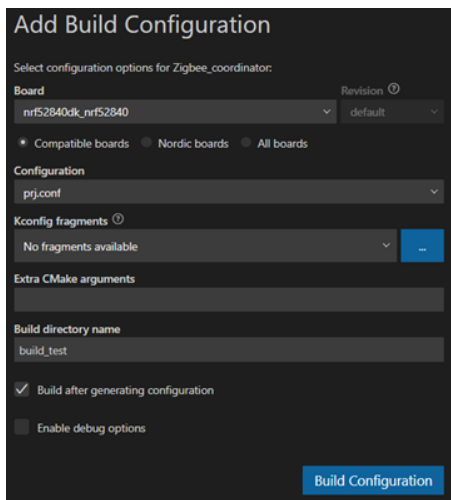 Add Build Configuration
Select configuration options for Zigbee_coordinator:
Board Revision ?
nrf52840dk_nrf52840 default
Compatible boards Nordic boards All boards
Configuration
prj.conf
Kconfig fragments ?
No fragments available ...
Extra CMake arguments
Build directory name
build_test
Build after generating configuration
Enable debug options
Build Configuration